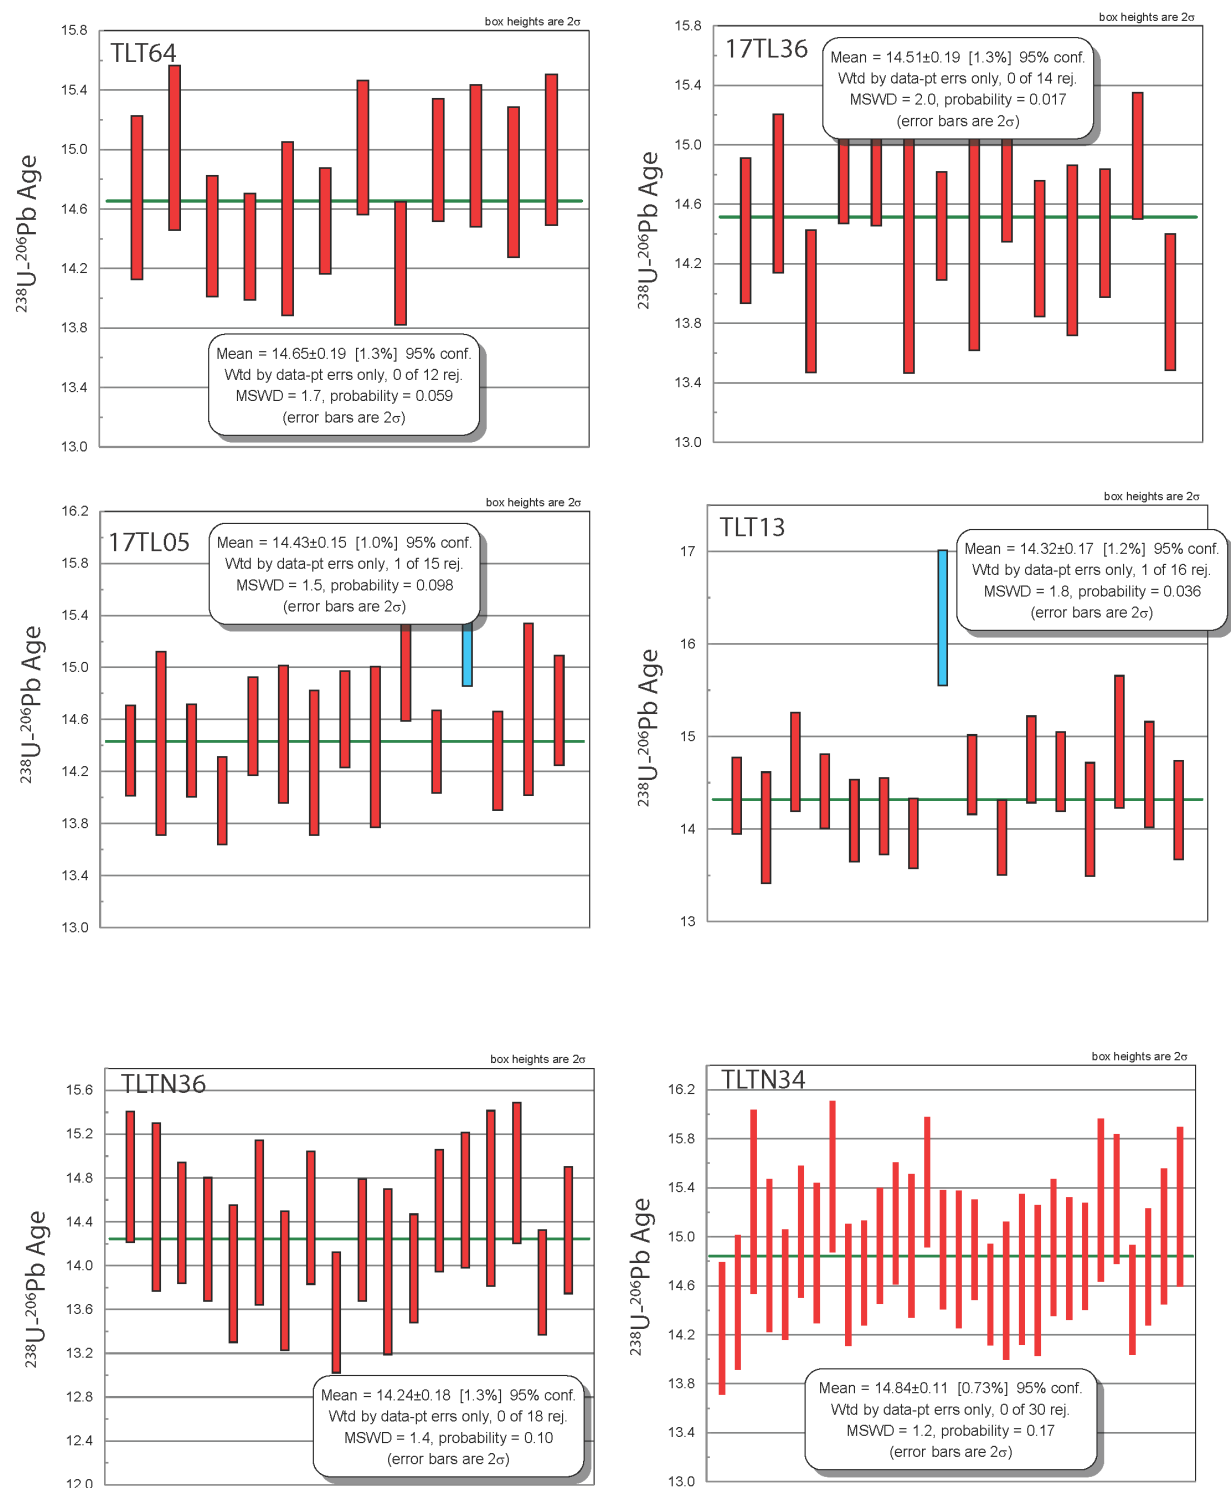 box heights are 2σ
TLT64
15.8
15.4
15.0
14.6
14.2
13.8
13.4
13.0
238U-206Pb Age
Mean = 14.65±0.19 [1.3%] 95% conf.
Wtd by data-pt errs only, 0 of 12 rej.
MSWD = 1.7, probability = 0.059
(error bars are 2σ)
box heights are 2σ
17TL36
15.8
15.4
15.0
14.6
14.2
13.8
13.4
13.0
238U-206Pb Age
Mean = 14.51±0.19 [1.3%] 95% conf.
Wtd by data-pt errs only, 0 of 14 rej.
MSWD = 2.0, probability = 0.017
(error bars are 2σ)
box heights are 2σ
17TL05
16.2
15.8
15.4
15.0
14.6
14.2
13.8
13.4
13.0
238U-206Pb Age
Mean = 14.43±0.15 [1.0%] 95% conf.
Wtd by data-pt errs only, 1 of 15 rej.
MSWD = 1.5, probability = 0.098
(error bars are 2σ)
box heights are 2σ
TLT13
17
16
15
14
13
238U-206Pb Age
Mean = 14.32±0.17 [1.2%] 95% conf.
Wtd by data-pt errs only, 1 of 16 rej.
MSWD = 1.8, probability = 0.036
(error bars are 2σ)
box heights are 2σ
TLTN36
15.6
15.2
14.8
14.4
14.0
13.6
13.2
12.8
12.4
12.0
238U-206Pb Age
Mean = 14.24±0.18 [1.3%] 95% conf.
Wtd by data-pt errs only, 0 of 18 rej.
MSWD = 1.4, probability = 0.10
(error bars are 2σ)
box heights are 2σ
TLTN34
16.2
15.8
15.4
15.0
14.6
14.2
13.8
13.4
13.0
238U-206Pb Age
Mean = 14.84±0.11 [0.73%] 95% conf.
Wtd by data-pt errs only, 0 of 30 rej.
MSWD = 1.2, probability = 0.17
(error bars are 2σ)